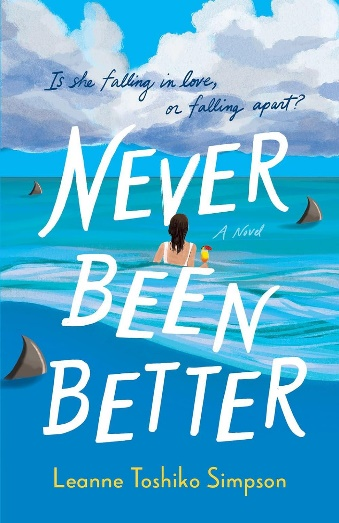 Is she falling in love,
or falling apart?
NEVER
A Novel
BEEN
BETTER
Leanne Toshiko Simpson